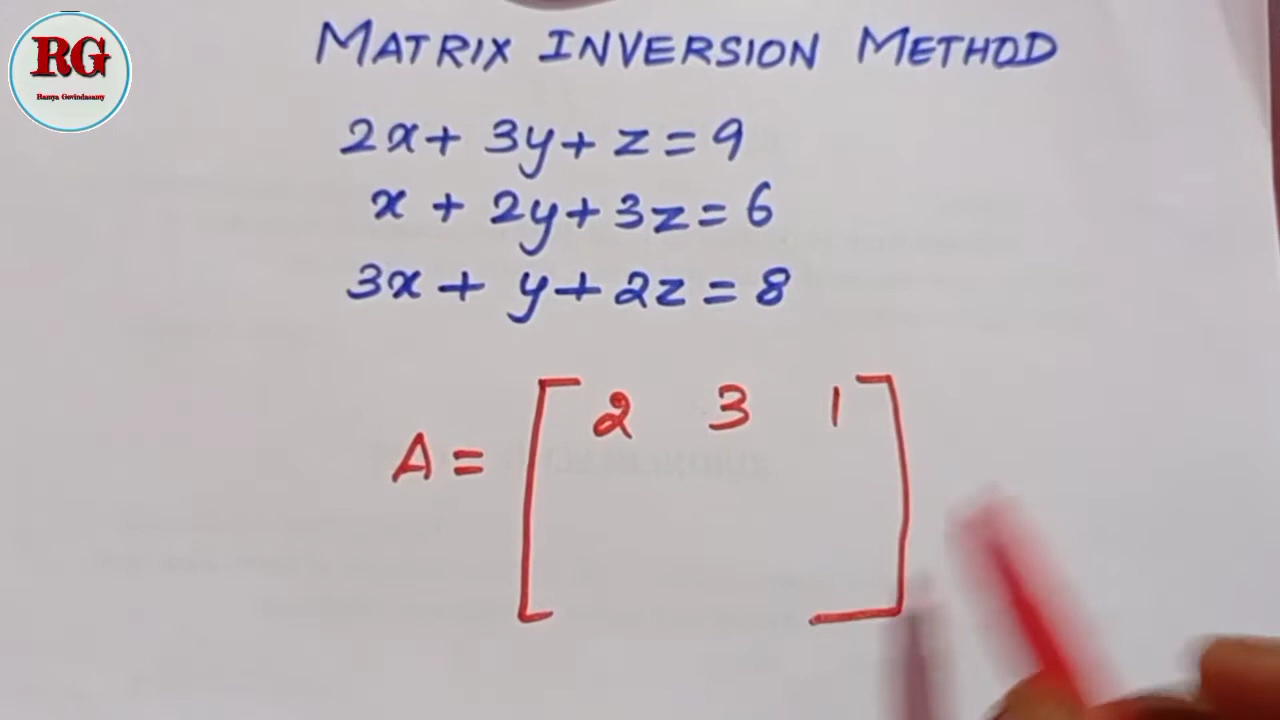 RG
Ramya Govindasamy
MATRIX INVERSION METHOD
2x + 3y + z = 9
x + 2y + 3z = 6
3x + y + 2z = 8
A = [ 2 3 1 ]